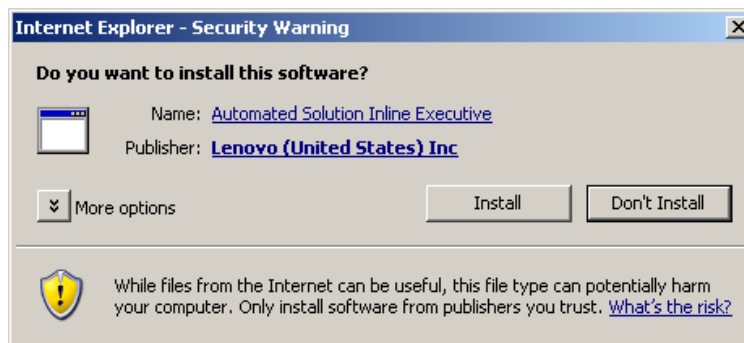 Internet Explorer - Security Warning
Do you want to install this software?
Name: Automated Solution Inline Executive
Publisher: Lenovo (United States) Inc
More options
Install
Don't Install
While files from the Internet can be useful, this file type can potentially harm
your computer. Only install software from publishers you trust. What's the risk?